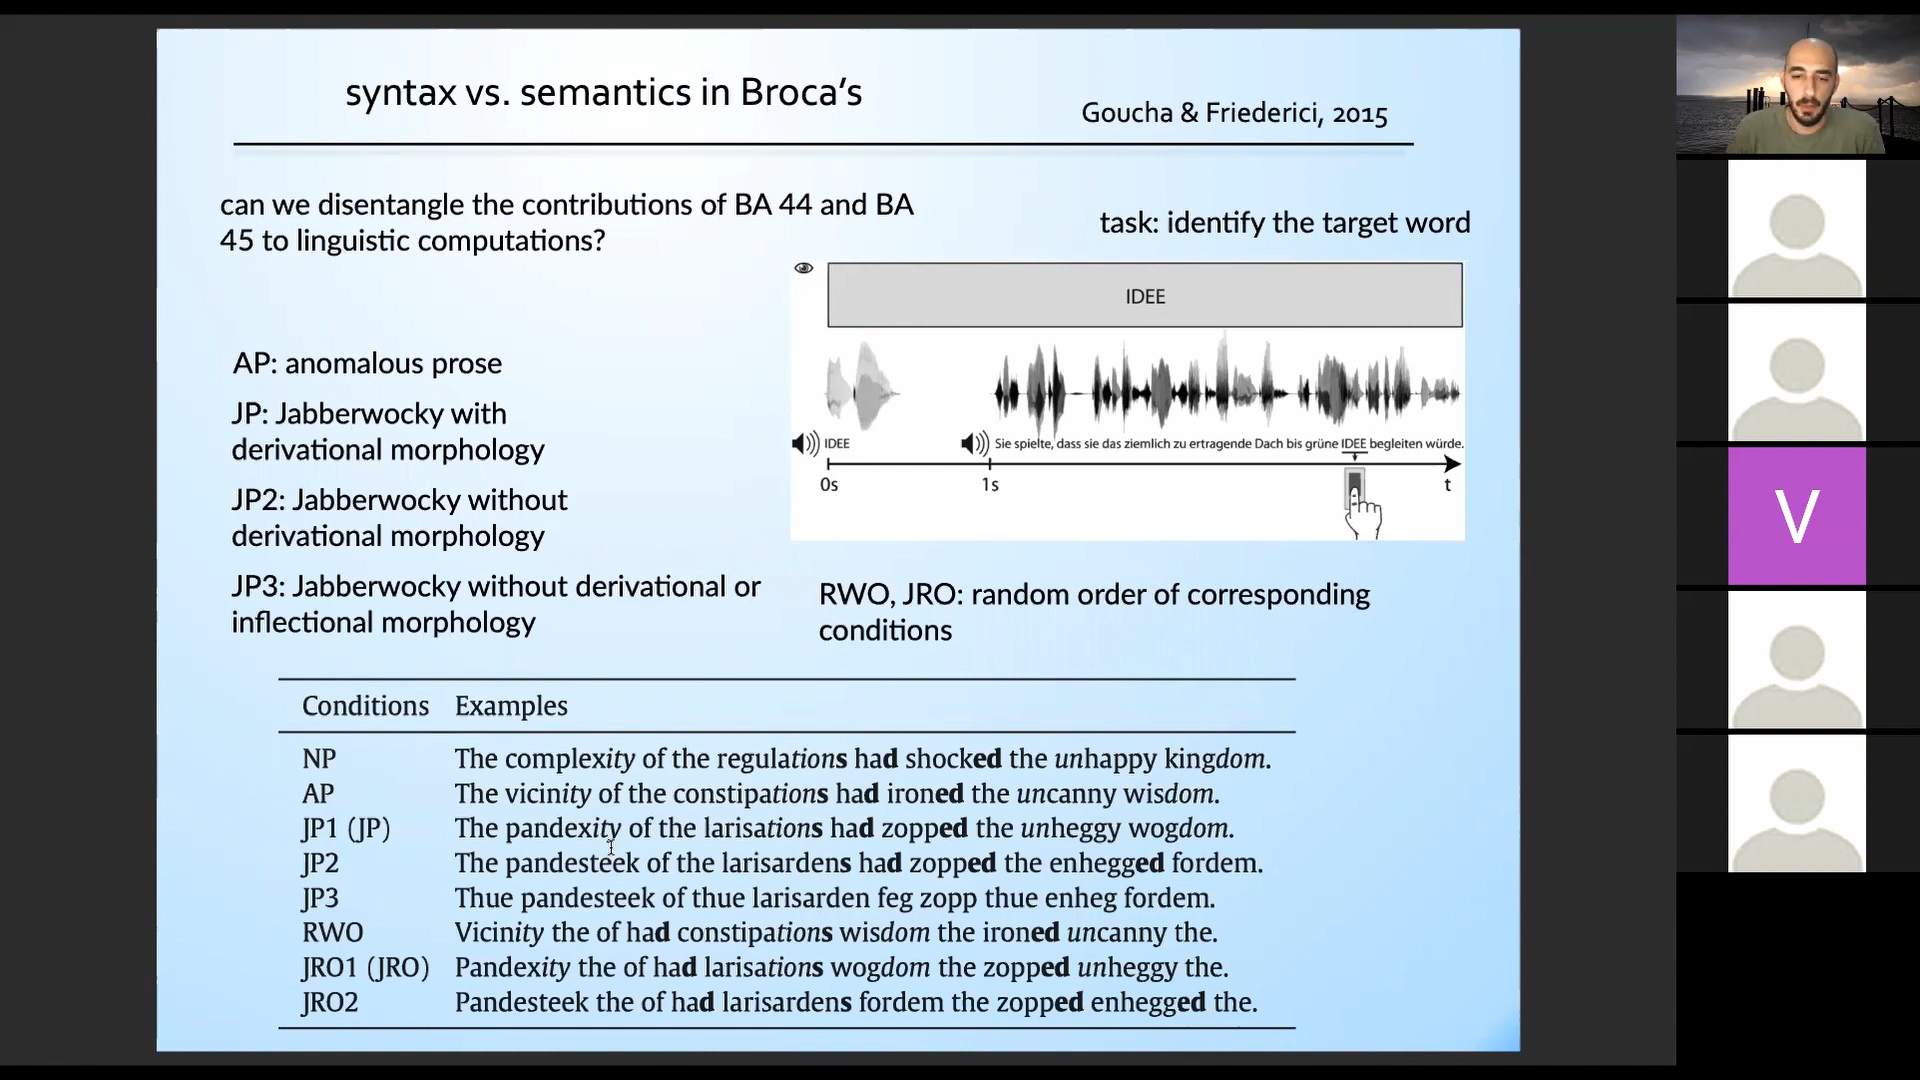 syntax vs. semantics in Broca's
Goucha & Friederici, 2015
can we disentangle the contributions of BA 44 and BA
45 to linguistic computations?
task: identify the target word
IDEE
IDEE
Sie spielte, dass sie das ziemlich zu ertragende Dach bis grüne IDEE begleiten würde.
0s
1s
t
AP: anomalous prose
JP: Jabberwocky with
derivational morphology
JP2: Jabberwocky without
derivational morphology
JP3: Jabberwocky without derivational or
inflectional morphology
RWO, JRO: random order of corresponding
conditions
Conditions Examples
NP The complexity of the regulations had shocked the unhappy kingdom.
AP The vicinity of the constipations had ironed the uncanny wisdom.
JP1 (JP) The pandexity of the larisations had zopped the unheggy wogdom.
JP2 The pandesteek of the larisardens had zopped the enhegged fordem.
JP3 Thue pandesteek of thue larisarden feg zopp thue enheg fordem.
RWO Vicinity the of had constipations wisdom the ironed uncanny the.
JRO1 (JRO) Pandexity the of had larisations wogdom the zopped unheggy the.
JRO2 Pandesteek the of had larisardens fordem the zopped enhegged the.
V